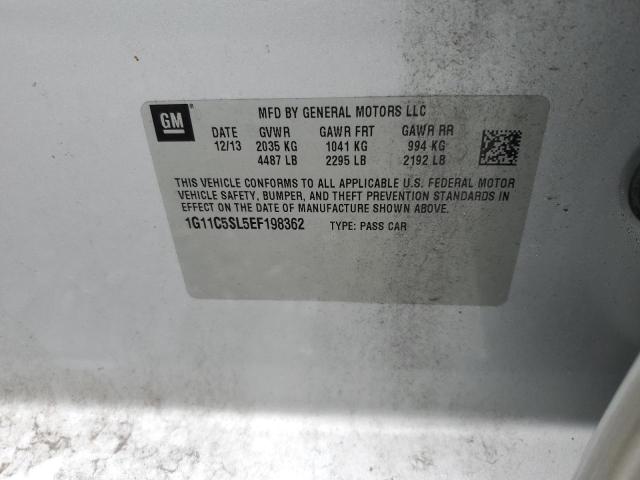 GM ® MFD BY GENERAL MOTORS LLC
DATE GVWR GAWR FRT GAWR RR
12/13 2035 KG 1041 KG 994 KG
4487 LB 2295 LB 2192 LB
THIS VEHICLE CONFORMS TO ALL APPLICABLE U.S. FEDERAL MOTOR
VEHICLE SAFETY, BUMPER, AND THEFT PREVENTION STANDARDS IN
EFFECT ON THE DATE OF MANUFACTURE SHOWN ABOVE.
1G11C5SL5EF198362 TYPE: PASS CAR